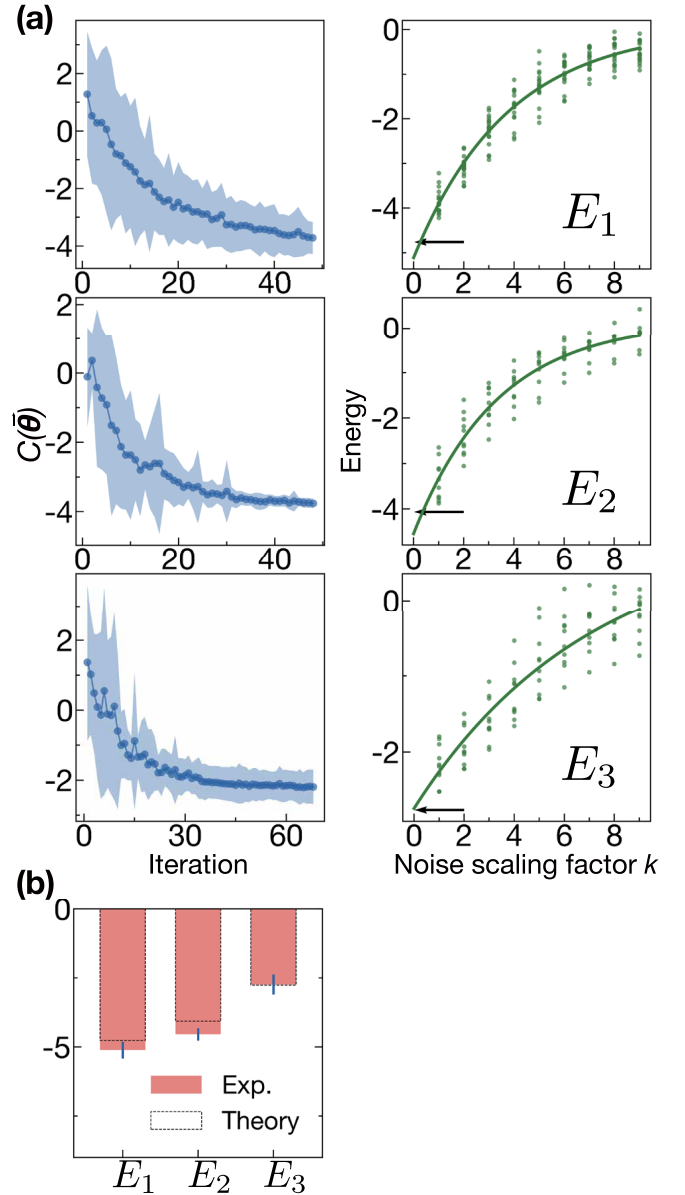 (a)
2
0
-2
-4
0 20 40
0
-2
-4
E1
0 2 4 6 8
2
0
-2
-4
C(θ̄)
0 20 40
0
-2
-4
Energy
E2
0 2 4 6 8
2
0
-2
0 30 60
Iteration
0
-2
E3
0 2 4 6 8
Noise scaling factor k
(b)
0
-5
Exp.
Theory
E1 E2 E3